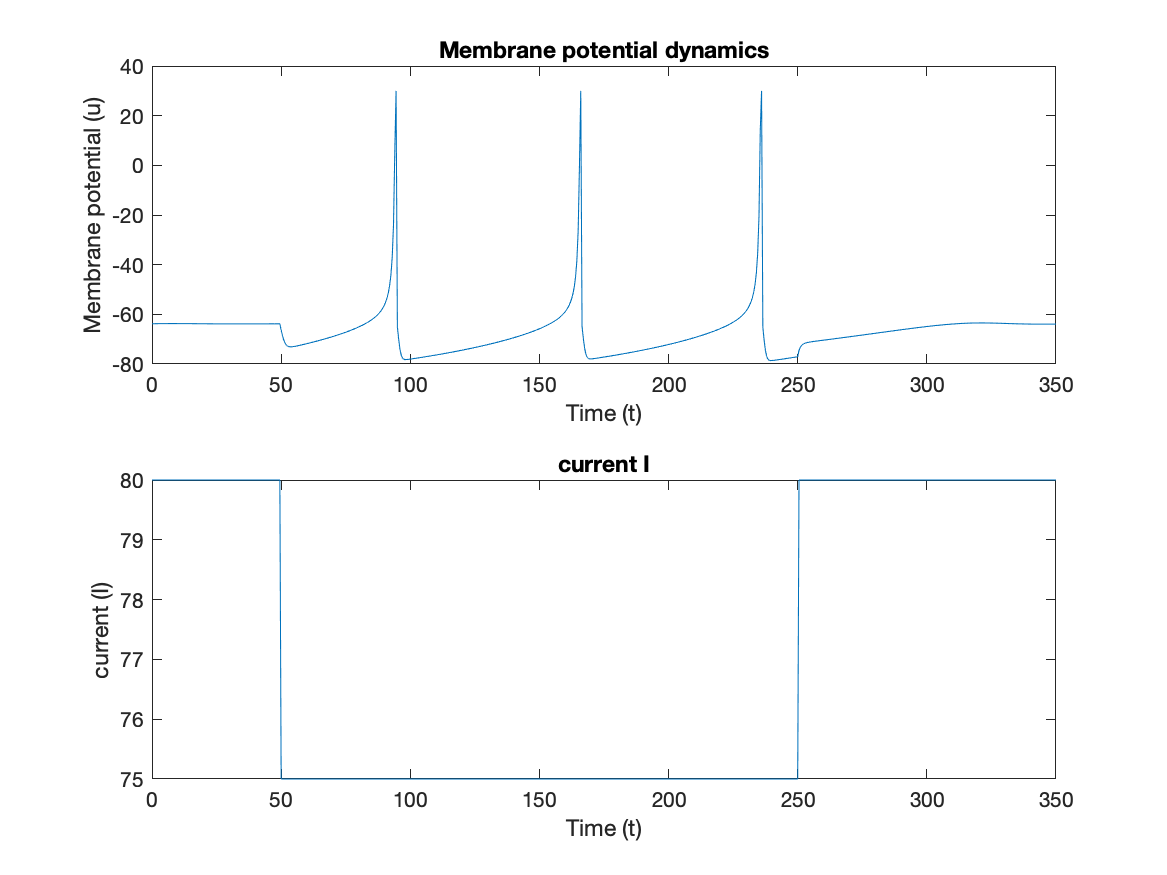 Membrane potential dynamics
Membrane potential (u)
40
20
0
-20
-40
-60
-80
0 50 100 150 200 250 300 350
Time (t)
current I
current (I)
80
79
78
77
76
75
0 50 100 150 200 250 300 350
Time (t)